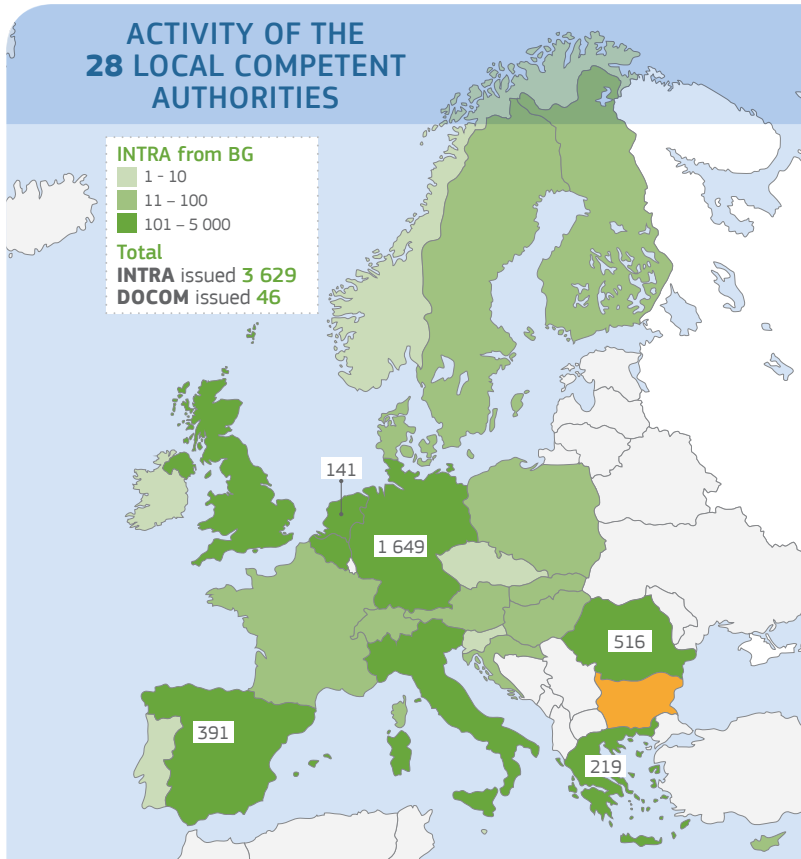 ACTIVITY OF THE
28 LOCAL COMPETENT
AUTHORITIES
INTRA from BG
1 - 10
11 – 100
101 – 5 000
Total
INTRA issued 3 629
DOCOM issued 46
141
1 649
516
391
219